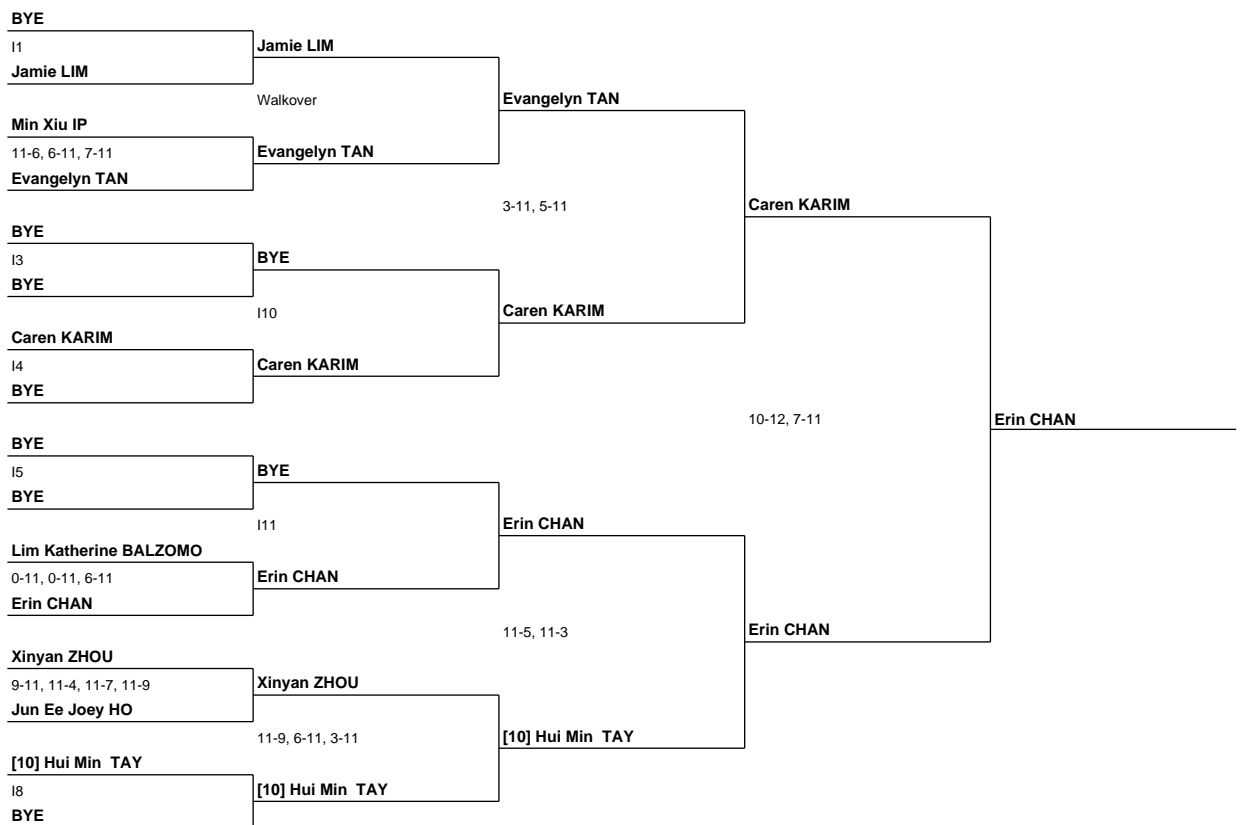 BYE
I1
Jamie LIM
Min Xiu IP
11-6, 6-11, 7-11
Evangelyn TAN
BYE
I3
BYE
Caren KARIM
I4
BYE
BYE
I5
BYE
Lim Katherine BALZOMO
0-11, 0-11, 6-11
Erin CHAN
Xinyan ZHOU
9-11, 11-4, 11-7, 11-9
Jun Ee Joey HO
[10] Hui Min  TAY
I8
BYE
Jamie LIM
Walkover
Evangelyn TAN
BYE
I10
Caren KARIM
BYE
I11
Erin CHAN
Xinyan ZHOU
11-9, 6-11, 3-11
[10] Hui Min  TAY
Evangelyn TAN
3-11, 5-11
Caren KARIM
Erin CHAN
11-5, 11-3
[10] Hui Min  TAY
Caren KARIM
10-12, 7-11
Erin CHAN
Erin CHAN